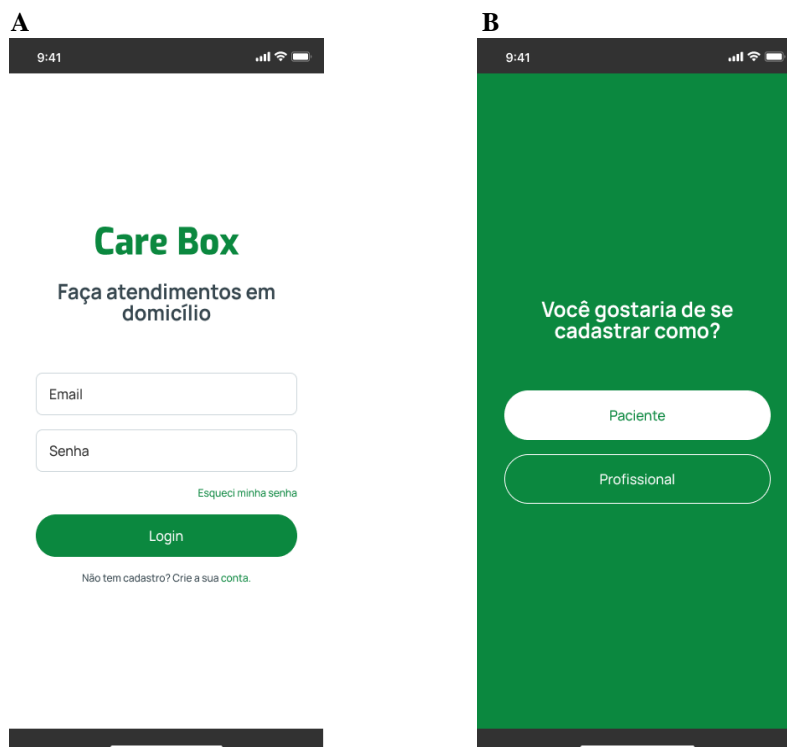 A
9:41
Care Box
Faça atendimentos em
domicílio
Email
Senha
Esqueci minha senha
Login
Não tem cadastro? Crie a sua conta.
B
9:41
Você gostaria de se
cadastrar como?
Paciente
Profissional